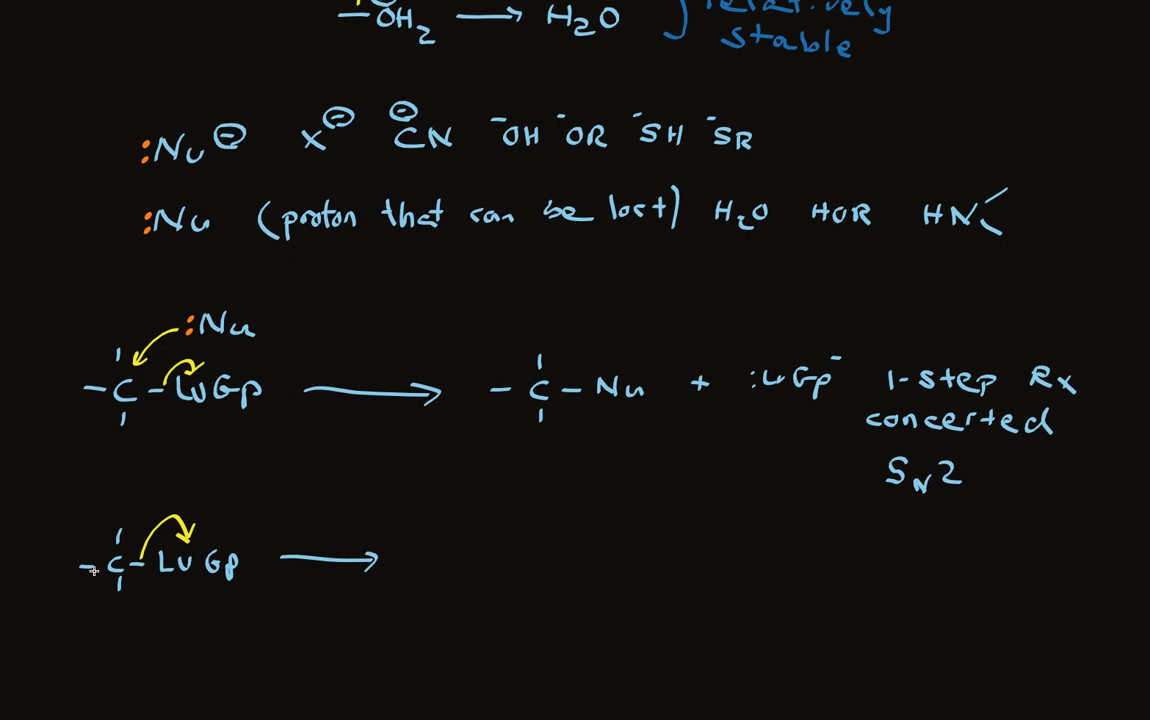 —OH₂ ⟶ H₂O } relatively
stable
:Nu⊖ X⊖ ⊖CN ⁻OH ⁻OR ⁻SH ⁻SR
:Nu (proton that can be lost) H₂O HOR HN<
:Nu
—C—LvGp ⟶ —C—Nu + :LvGp⁻ 1-step Rx
concerted
SN2
—C—LvGp ⟶